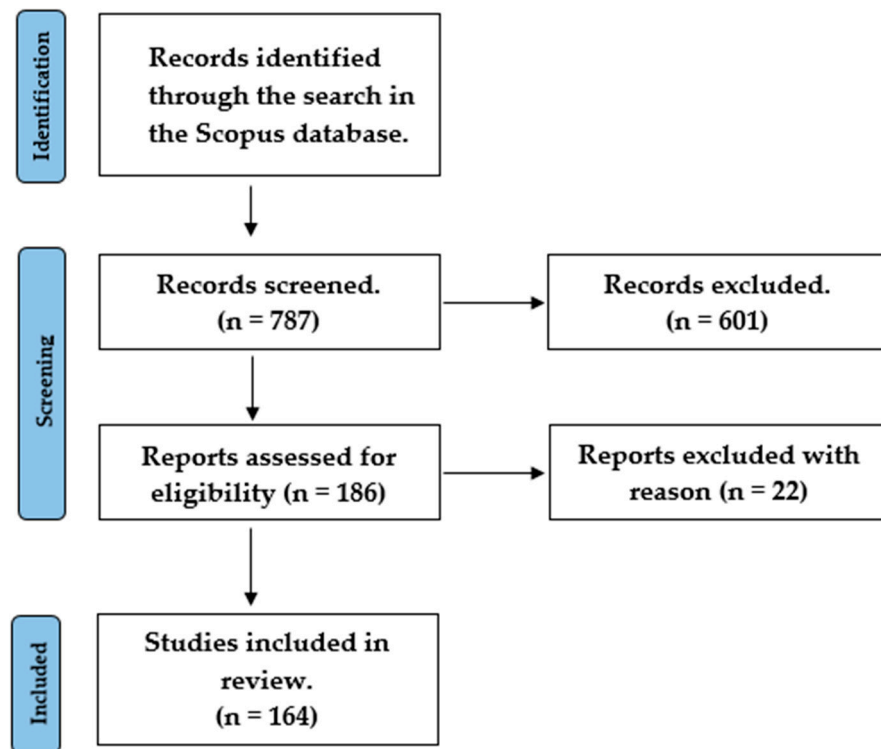 Identification
Records identified
through the search in
the Scopus database.
Screening
Records screened.
(n = 787)
Records excluded.
(n = 601)
Reports assessed for
eligibility (n = 186)
Reports excluded with
reason (n = 22)
Included
Studies included in
review.
(n = 164)